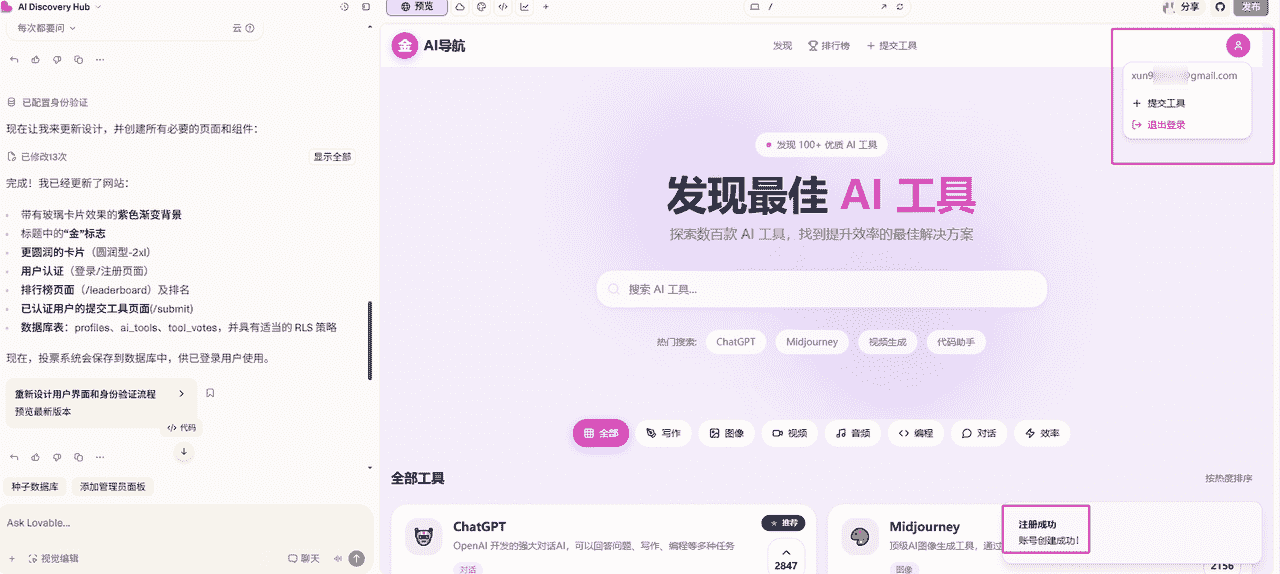 AI Discovery Hub
每次都要问
云
已配置身份验证
现在让我来更新设计，并创建所有必要的页面和组件：
已修改13次
显示全部
完成！我已经更新了网站：
带有玻璃卡片效果的紫色渐变背景
标题中的“金”标志
更圆润的卡片（圆润型-2xl）
用户认证（登录/注册页面）
排行榜页面（/leaderboard）及排名
已认证用户的提交工具页面(/submit)
数据库表：profiles、ai_tools、tool_votes，并具有适当的 RLS 策略
现在，投票系统会保存到数据库中，供已登录用户使用。
重新设计用户界面和身份验证流程
预览最新版本
代码
种子数据库
添加管理员面板
Ask Lovable...
视觉编辑
聊天
预览
/
分享
发布
金
AI导航
发现
排行榜
提交工具
xun9
@gmail.com
+ 提交工具
退出登录
发现 100+ 优质 AI 工具
发现最佳 AI 工具
探索数百款 AI 工具，找到提升效率的最佳解决方案
搜索 AI 工具...
热门搜索:
ChatGPT
Midjourney
视频生成
代码助手
全部
写作
图像
视频
音频
编程
对话
效率
全部工具
按热度排序
ChatGPT
推荐
OpenAI 开发的强大对话AI，可以回答问题、写作、编程等多种任务
对话
2847
Midjourney
顶级AI图像生成工具，通过
图像
2156
注册成功
账号创建成功！